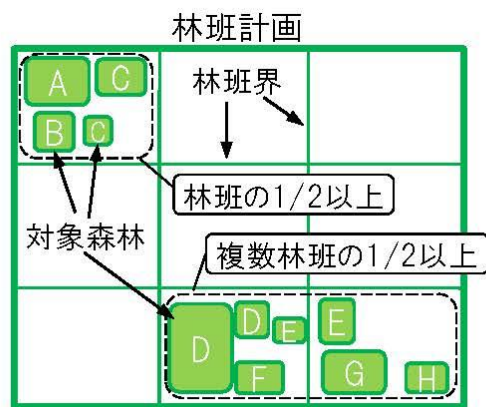 林班計画
A C
B C
林班界
林班の1/2以上
対象森林
複数林班の1/2以上
D D E E
F G H